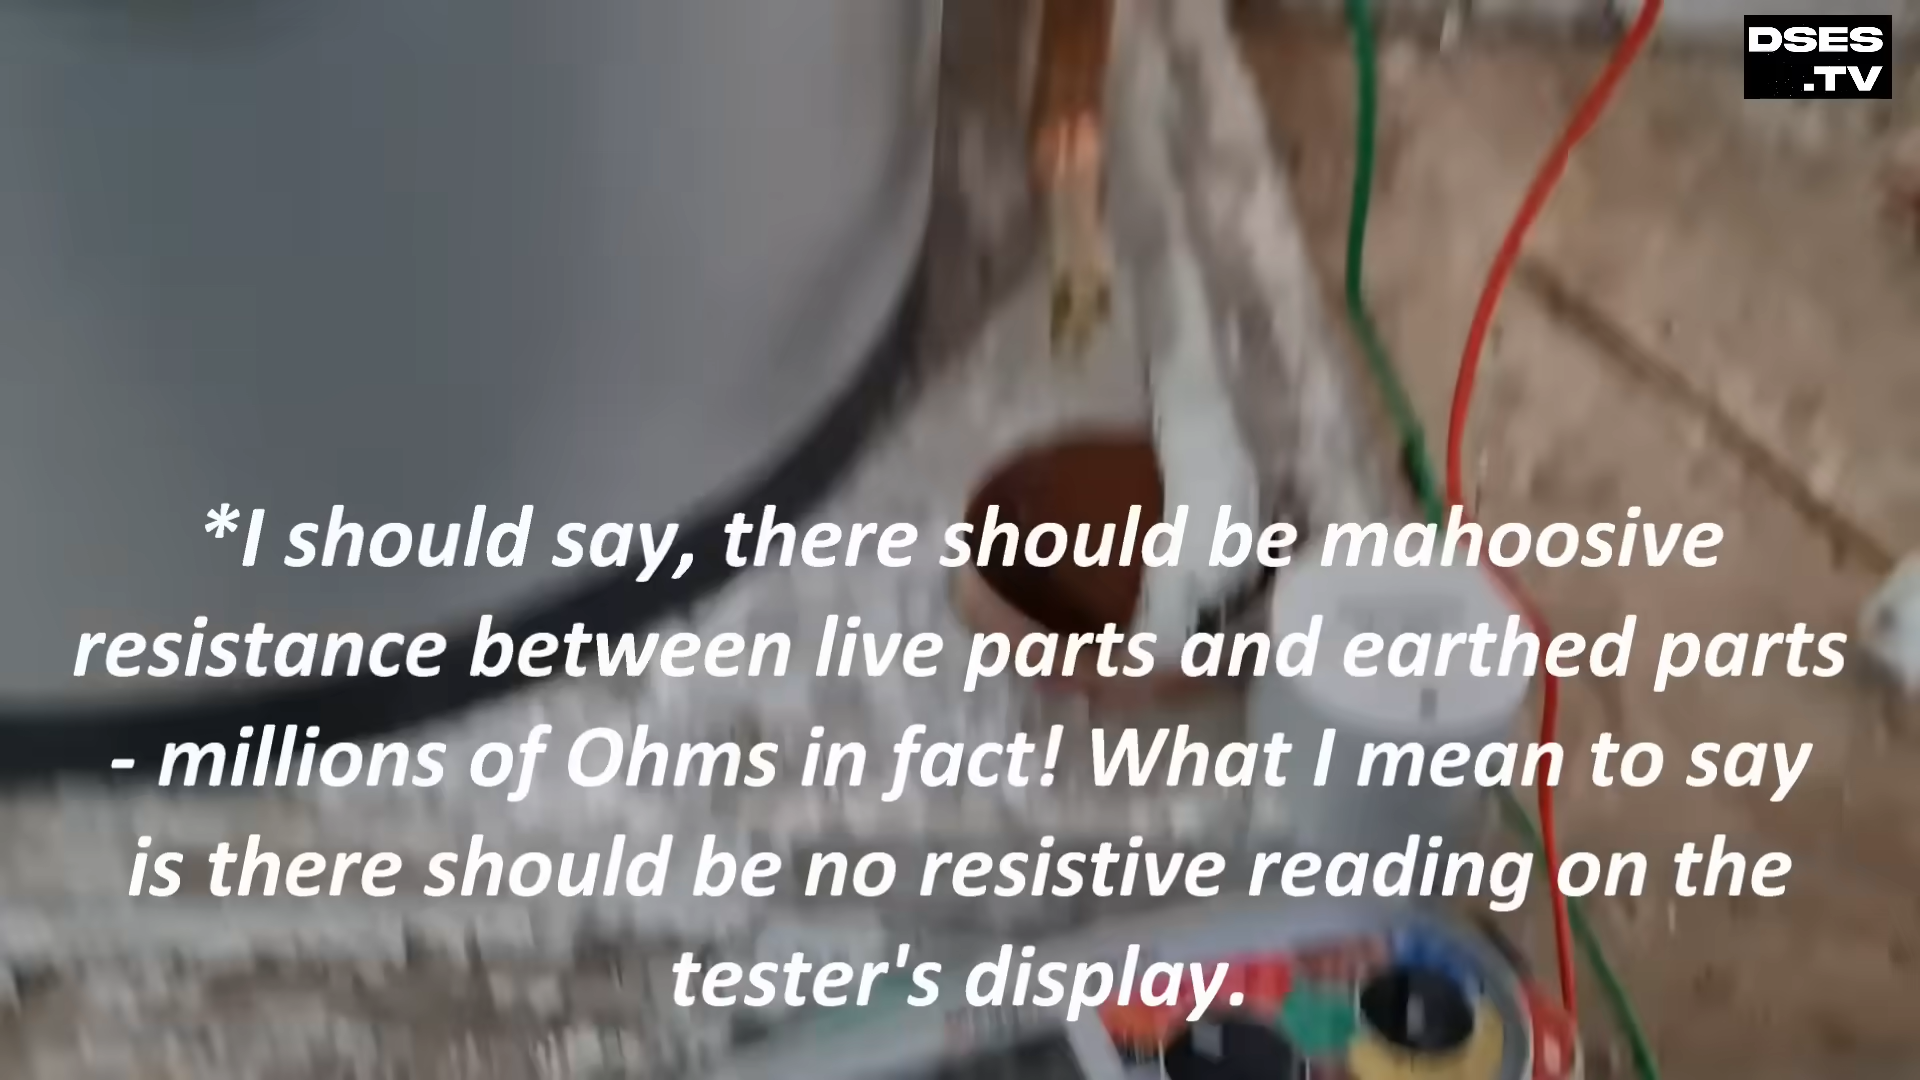 DSES
.TV
*I should say, there should be mahoosive
resistance between live parts and earthed parts
- millions of Ohms in fact! What I mean to say
is there should be no resistive reading on the
tester's display.